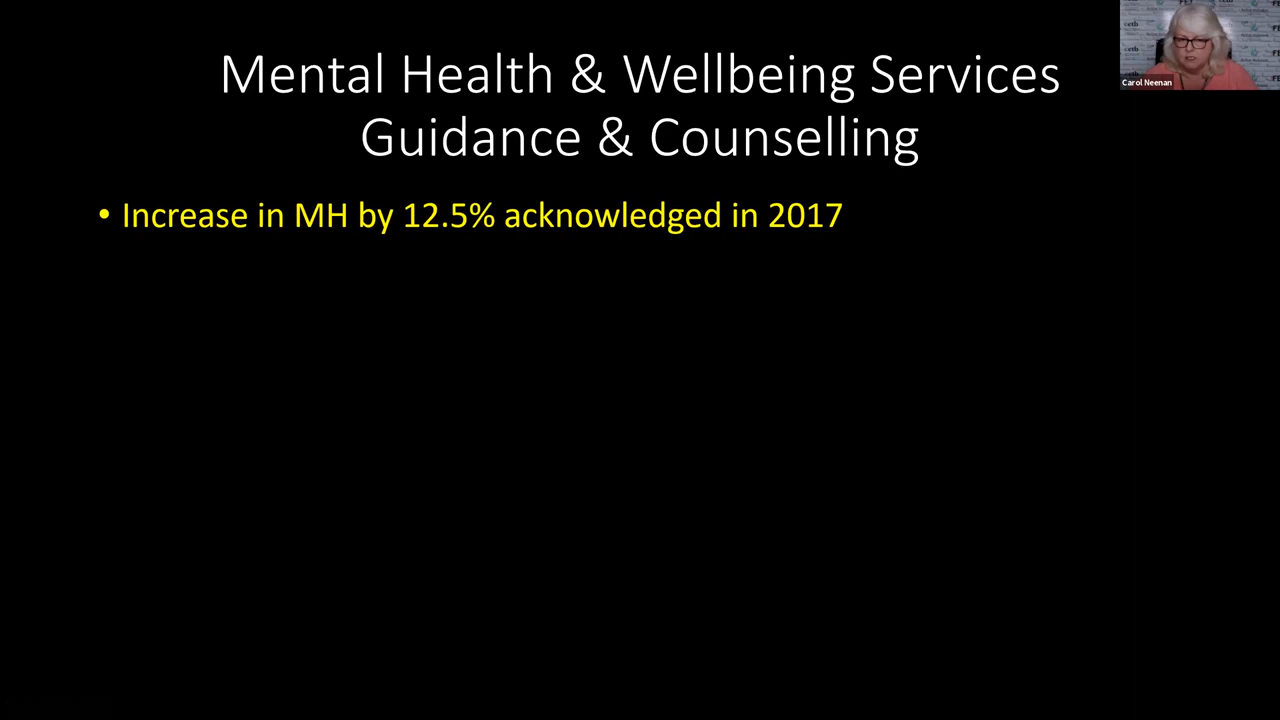 Mental Health & Wellbeing Services
Guidance & Counselling
• Increase in MH by 12.5% acknowledged in 2017
Carol Neenan